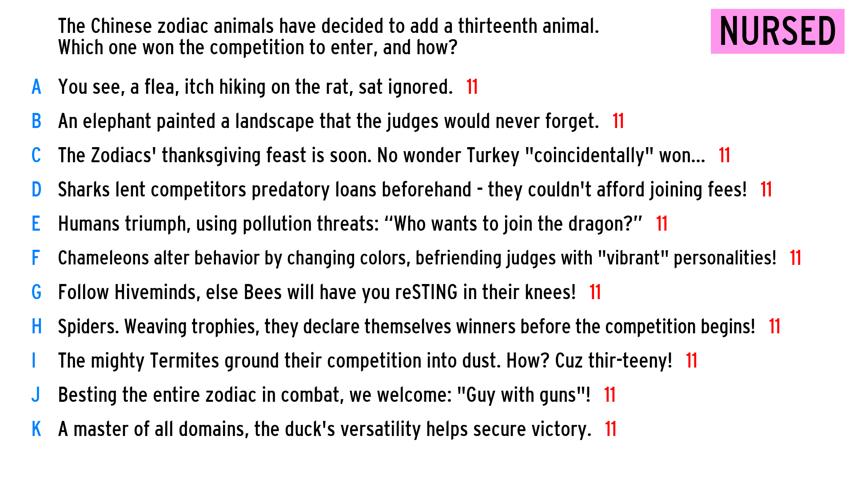 The Chinese zodiac animals have decided to add a thirteenth animal.
Which one won the competition to enter, and how?
NURSED
A You see, a flea, itch hiking on the rat, sat ignored. 11
B An elephant painted a landscape that the judges would never forget. 11
C The Zodiacs' thanksgiving feast is soon. No wonder Turkey "coincidentally" won... 11
D Sharks lent competitors predatory loans beforehand - they couldn't afford joining fees! 11
E Humans triumph, using pollution threats: “Who wants to join the dragon?” 11
F Chameleons alter behavior by changing colors, befriending judges with "vibrant" personalities! 11
G Follow Hiveminds, else Bees will have you reSTING in their knees! 11
H Spiders. Weaving trophies, they declare themselves winners before the competition begins! 11
I The mighty Termites ground their competition into dust. How? Cuz thir-teeny! 11
J Besting the entire zodiac in combat, we welcome: "Guy with guns"! 11
K A master of all domains, the duck's versatility helps secure victory. 11